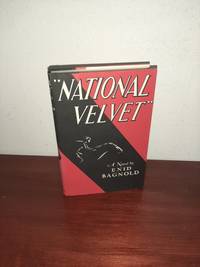 "NATIONAL
VELVET"
A Novel by
ENID
BAGNOLD